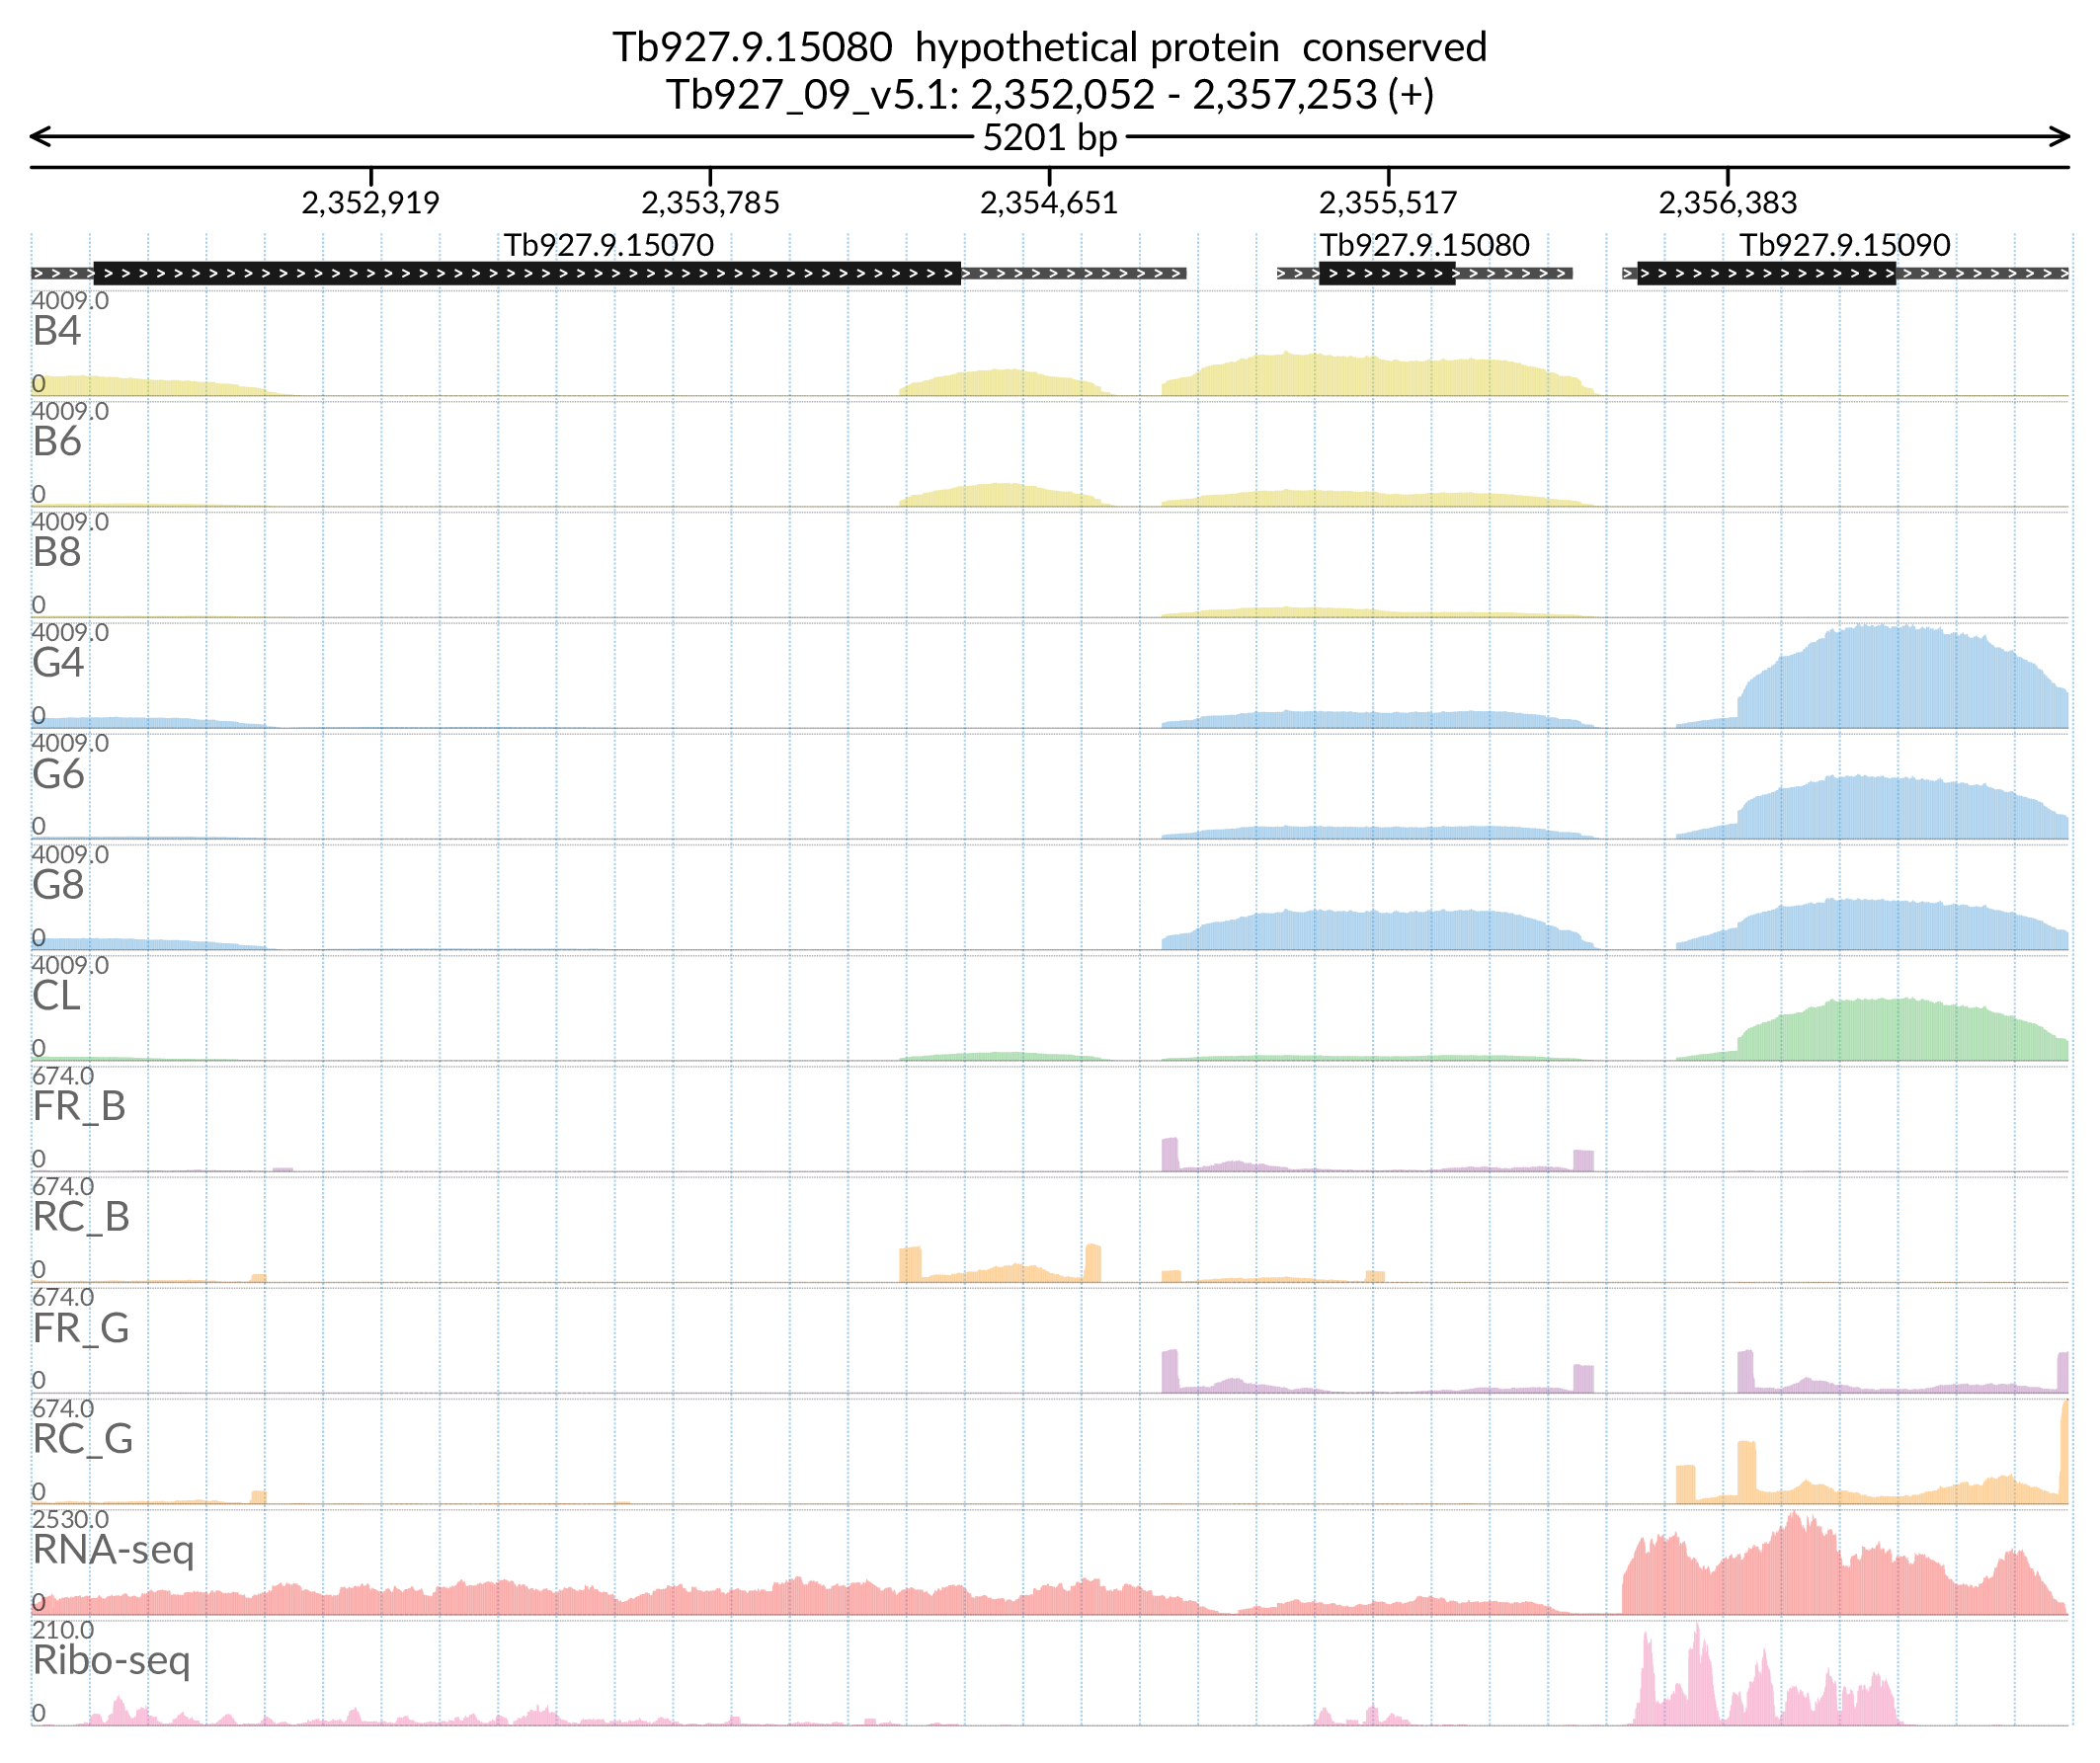 Tb927.9.15080 hypothetical protein conserved
Tb927_09_v5.1: 2,352,052 - 2,357,253 (+)
5201 bp
2,352,919 2,353,785 2,354,651 2,355,517 2,356,383
Tb927.9.15070 Tb927.9.15080 Tb927.9.15090
4009.0
B4
0
4009.0
B6
0
4009.0
B8
0
4009.0
G4
0
4009.0
G6
0
4009.0
G8
0
4009.0
CL
0
674.0
FR_B
0
674.0
RC_B
0
674.0
FR_G
0
674.0
RC_G
0
2530.0
RNA-seq
0
210.0
Ribo-seq
0